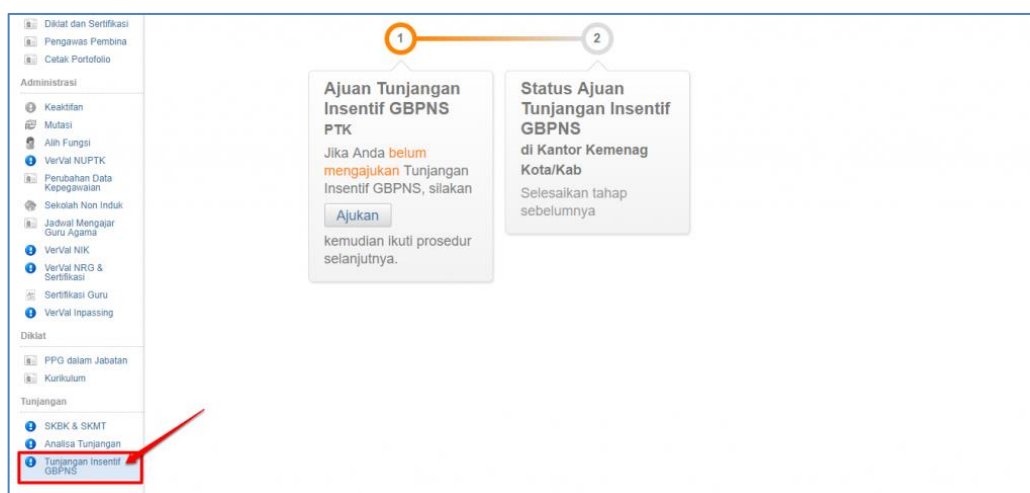 Diklat dan Sertifikasi
Pengawas Pembina
Cetak Portofolio
Administrasi
Keaktifan
Mutasi
Alih Fungsi
VerVal NUPTK
Perubahan Data
Kepegawaian
Sekolah Non Induk
Jadwal Mengajar
Guru Agama
VerVal NIK
VerVal NRG &
Sertifikasi
Sertifikasi Guru
VerVal Inpassing
Diklat
PPG dalam Jabatan
Kurikulum
Tunjangan
SKBK & SKMT
Analisa Tunjangan
Tunjangan Insentif
GBPNS
1
Ajuan Tunjangan
Insentif GBPNS
PTK
Jika Anda belum
mengajukan Tunjangan
Insentif GBPNS, silakan
Ajukan
kemudian ikuti prosedur
selanjutnya.
2
Status Ajuan
Tunjangan Insentif
GBPNS
di Kantor Kemenag
Kota/Kab
Selesaikan tahap
sebelumnya